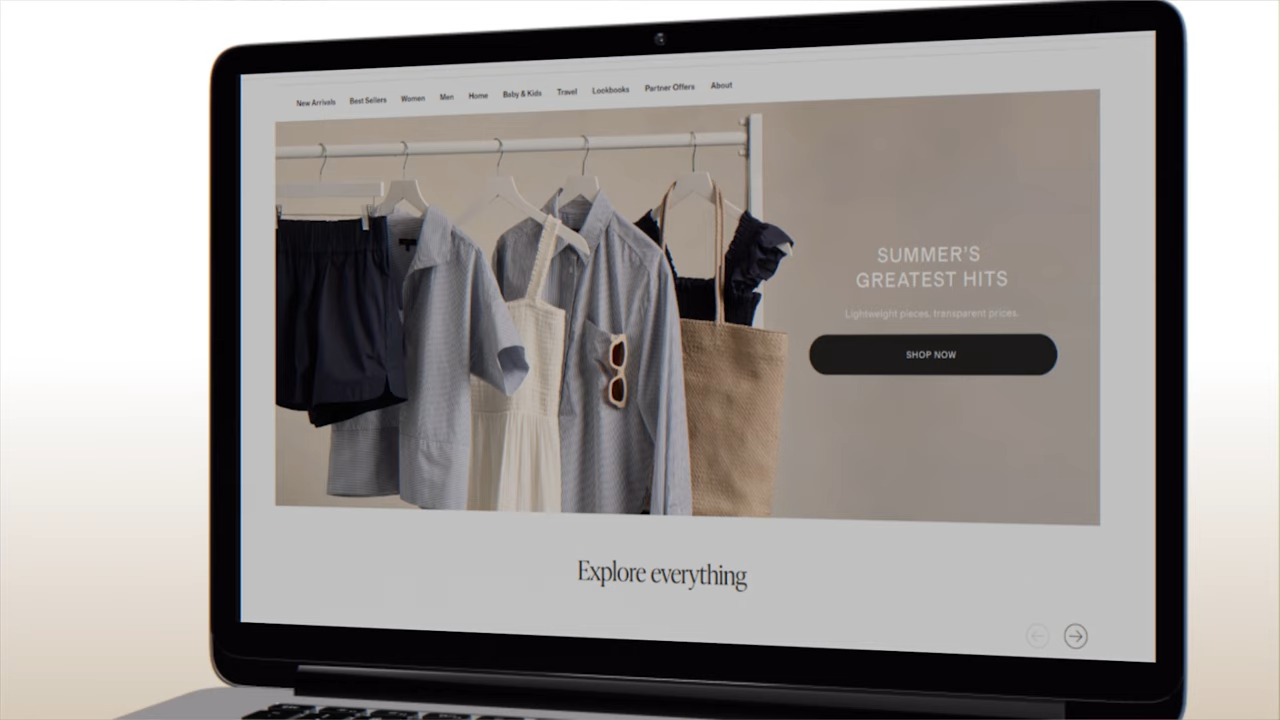 New Arrivals Best Sellers Women Men Home Baby & Kids Travel Lookbooks Partner Offers About
SUMMER'S
GREATEST HITS
Lightweight pieces, transparent prices.
SHOP NOW
Explore everything